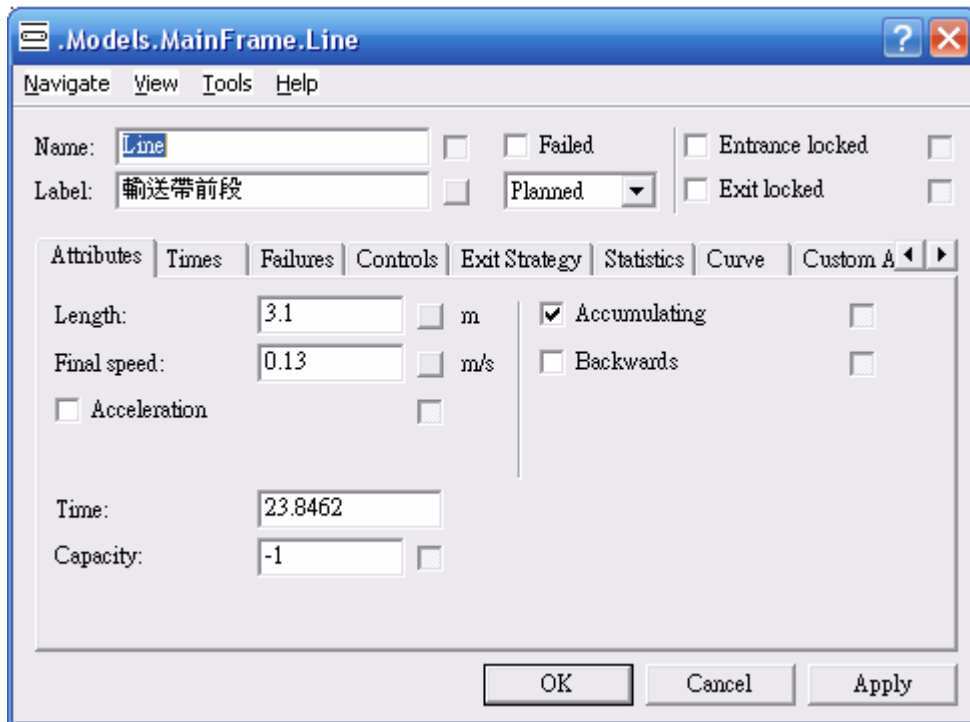 .Models.MainFrame.Line
Navigate View Tools Help
Name: Line Failed Entrance locked
Label: 輸送帶前段 Planned Exit locked
Attributes Times Failures Controls Exit Strategy Statistics Curve Custom A
Length: 3.1 m Accumulating
Final speed: 0.13 m/s Backwards
Acceleration
Time: 23.8462
Capacity: -1
OK Cancel Apply